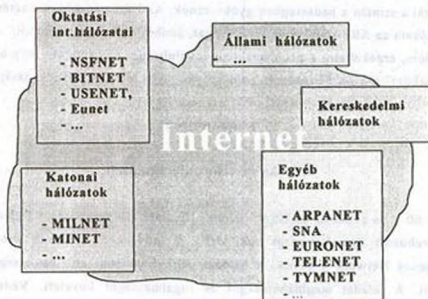 Oktatási
int.hálózatai
- NSFNET
- BITNET
- USENET,
- Eunet
- ...
Állami hálózatok
- ...
Kereskedelmi
hálózatok
Internet
Katonai
hálózatok
- MILNET
- MINET
- ...
Egyéb
hálózatok
- ARPANET
- SNA
- EURONET
- TELENET
- TYMNET
...